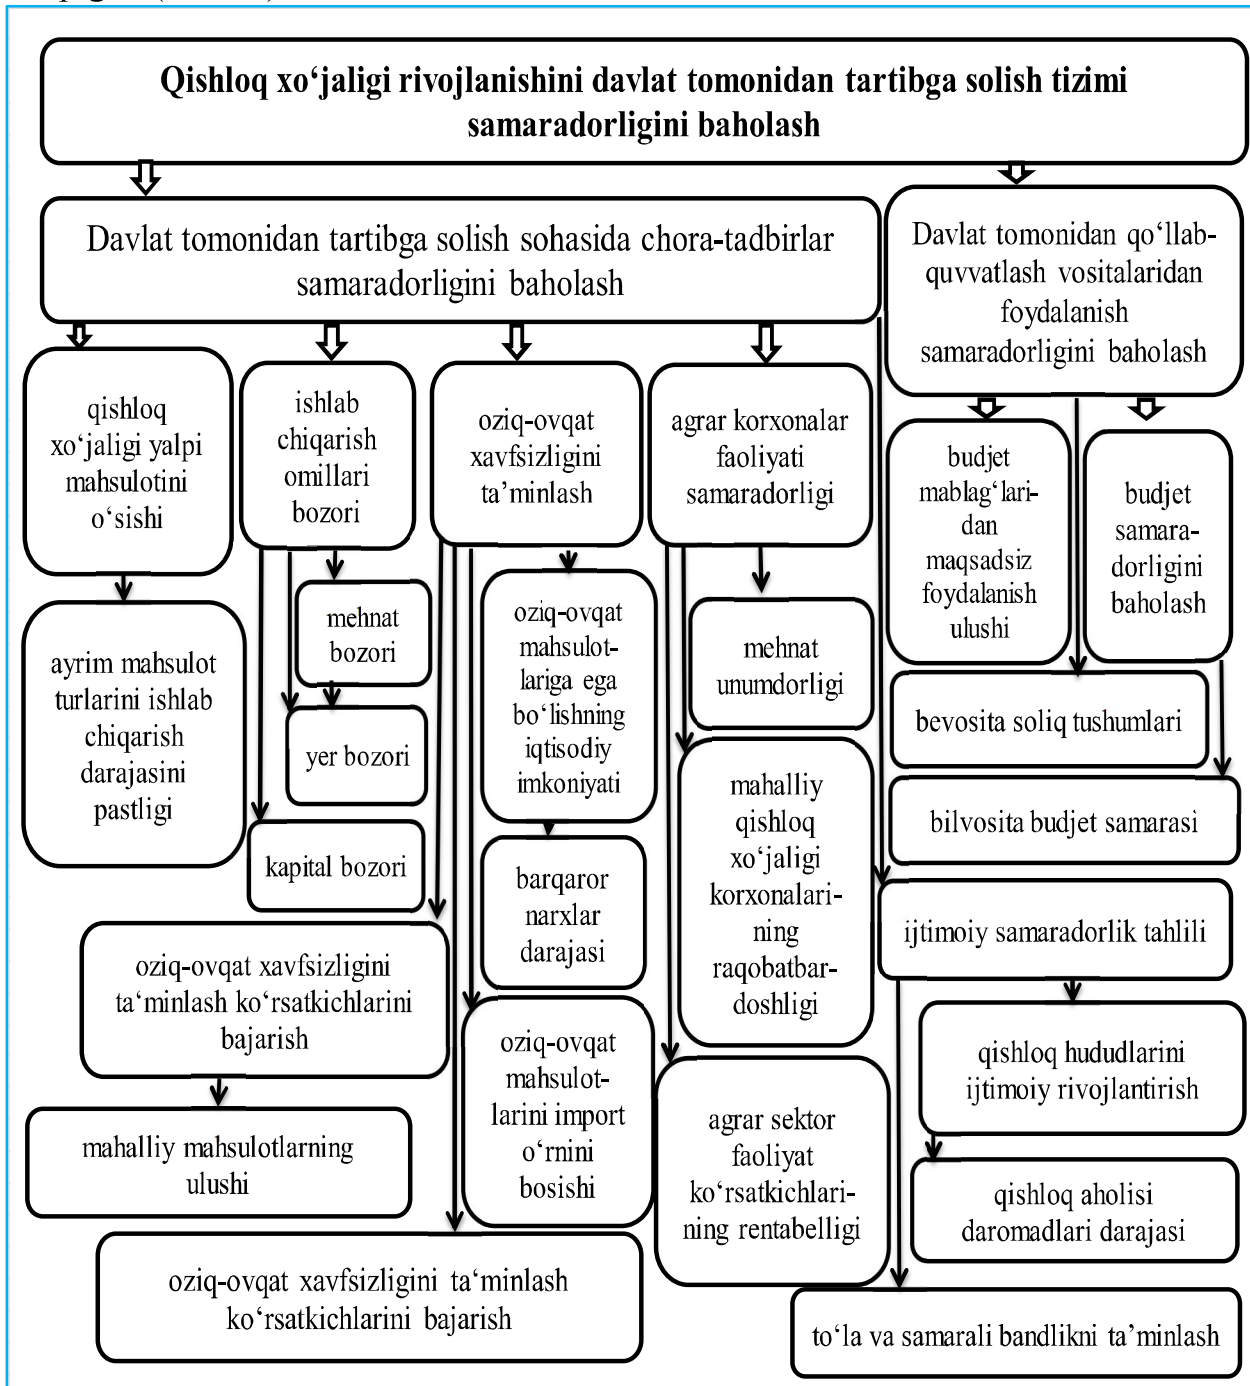 Qishloq xo‘jaligi rivojlanishini davlat tomonidan tartibga solish tizimi
samaradorligini baholash
Davlat tomonidan tartibga solish sohasida chora-tadbirlar
samaradorligini baholash
Davlat tomonidan qo‘llab-
quvvatlash vositalaridan
foydalanish
samaradorligini baholash
qishloq
xo‘jaligi yalpi
mahsulotini
o‘sishi
ishlab
chiqarish
omillari
bozori
oziq-ovqat
xavfsizligini
ta’minlash
agrar korxonalar
faoliyati
samaradorligi
budjet
mablag‘lari-
dan
maqsadsiz
foydalanish
ulushi
budjet
samara-
dorligini
baholash
ayrim mahsulot
turlarini ishlab
chiqarish
darajasini
pastligi
mehnat
bozori
yer bozori
kapital bozori
oziq-ovqat
mahsulot-
lariga ega
bo‘lishning
iqtisodiy
imkoniyati
barqaror
narxlar
darajasi
mehnat
unumdorligi
mahalliy
qishloq
xo‘jaligi
korxonalari-
ning
raqobatbar-
doshligi
bevosita soliq tushumlari
bilvosita budjet samarasi
ijtimoiy samaradorlik tahlili
oziq-ovqat xavfsizligini
ta‘minlash ko‘rsatkichlarini
bajarish
oziq-ovqat
mahsulot-
larini import
o‘rnini
bosishi
qishloq hududlarini
ijtimoiy rivojlantirish
mahalliy mahsulotlarning
ulushi
agrar sektor
faoliyat
ko‘rsatkichlari-
ning rentabelligi
qishloq aholisi
daromadlari darajasi
oziq-ovqat xavfsizligini ta‘minlash
ko‘rsatkichlarini bajarish
to‘la va samarali bandlikni ta’minlash